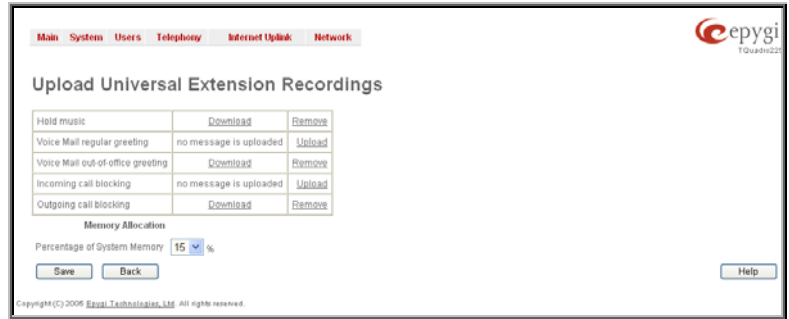 Main System Users Telephony Internet Uplink Network
epygi
Upload Universal Extension Recordings
Hold music Download Remove
Voice Mail regular greeting no message is uploaded Upload
Voice Mail out-of-office greeting Download Remove
Incoming call blocking no message is uploaded Upload
Outgoing call blocking Download Remove
Memory Allocation
Percentage of System Memory 15 %
Save Back Help
Copyright (C) 2006 Epygi Technologies, Ltd. All rights reserved.